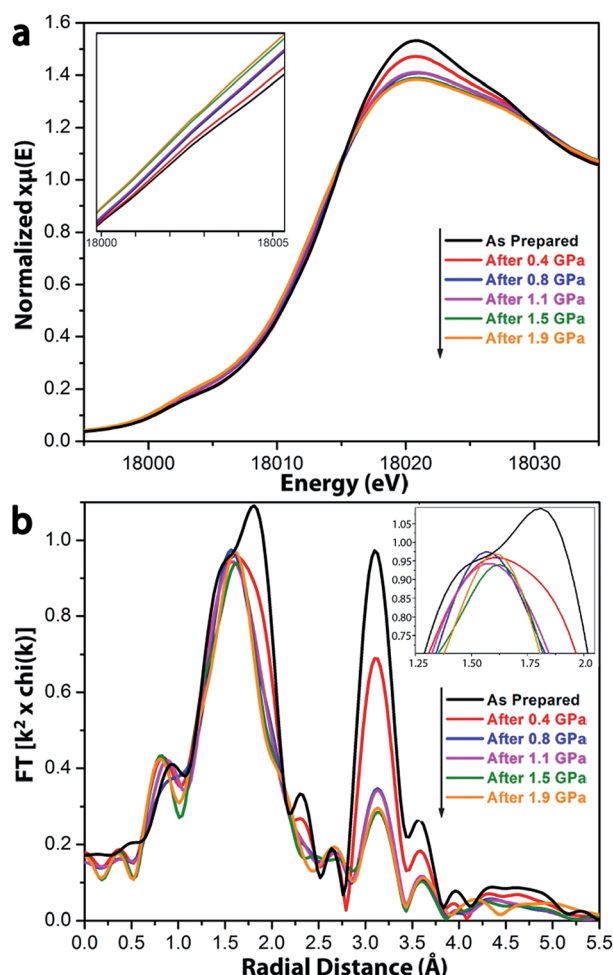 a
1.6
1.4
1.2
1.0
0.8
0.6
0.4
0.2
0.0
Normalized xμ(E)
18000
18005
As Prepared
After 0.4 GPa
After 0.8 GPa
After 1.1 GPa
After 1.5 GPa
After 1.9 GPa
18000
18010
18020
18030
Energy (eV)
b
1.0
0.8
0.6
0.4
0.2
0.0
FT [k² x chi(k)]
1.05
1.00
0.95
0.90
0.85
0.80
0.75
1.25
1.50
1.75
2.0
As Prepared
After 0.4 GPa
After 0.8 GPa
After 1.1 GPa
After 1.5 GPa
After 1.9 GPa
0.0 0.5 1.0 1.5 2.0 2.5 3.0 3.5 4.0 4.5 5.0 5.5
Radial Distance (Å)